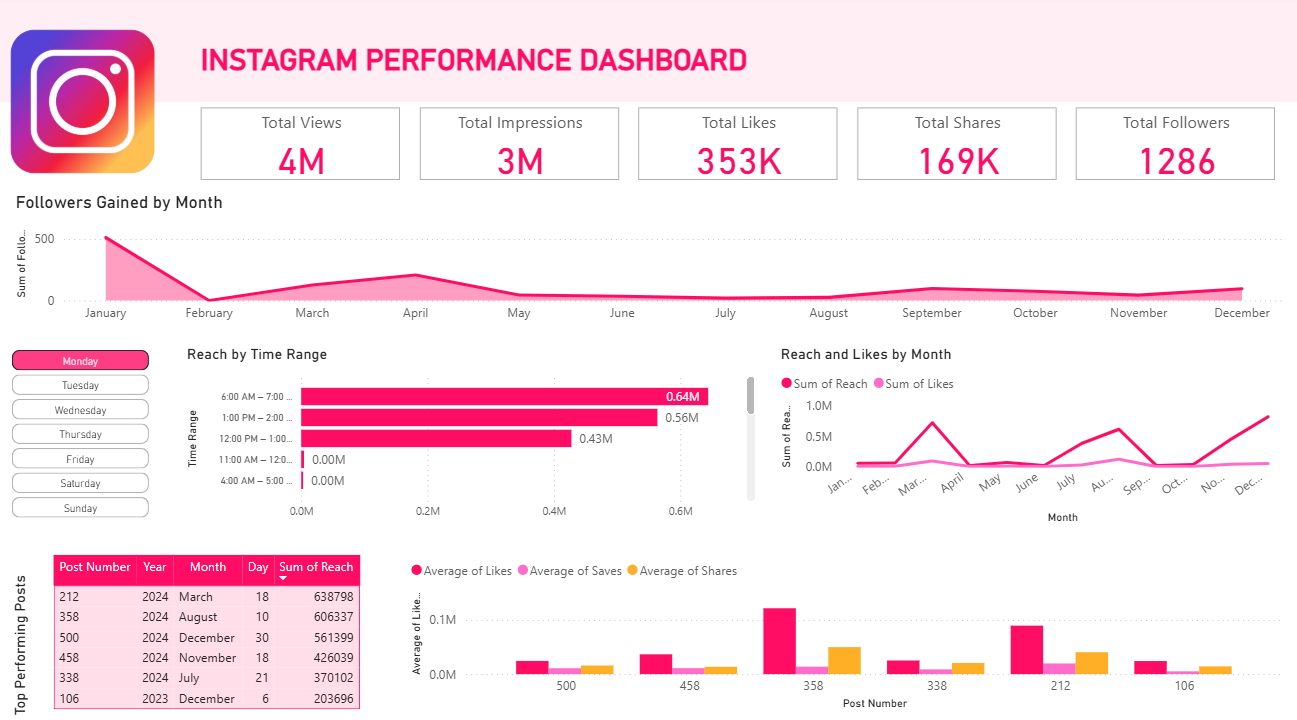 INSTAGRAM PERFORMANCE DASHBOARD
Total Views
4M
Total Impressions
3M
Total Likes
353K
Total Shares
169K
Total Followers
1286
Followers Gained by Month
Sum of Follo...
500
0
January February March April May June July August September October November December
Monday
Tuesday
Wednesday
Thursday
Friday
Saturday
Sunday
Reach by Time Range
Time Range
6:00 AM – 7:00 ... 0.64M
1:00 PM – 2:00 ... 0.56M
12:00 PM – 1:00... 0.43M
11:00 AM – 12:0... 0.00M
4:00 AM – 5:00 ... 0.00M
0.0M 0.2M 0.4M 0.6M
Reach and Likes by Month
Sum of Reach Sum of Likes
Sum of Rea...
1.0M
0.5M
0.0M
Jan... Feb... Mar... April May June July Au... Sep... Oct... No... Dec...
Month
Top Performing Posts
Post Number Year Month Day Sum of Reach
212 2024 March 18 638798
358 2024 August 10 606337
500 2024 December 30 561399
458 2024 November 18 426039
338 2024 July 21 370102
106 2023 December 6 203696
Average of Likes Average of Saves Average of Shares
Average of Like...
0.1M
0.0M
500 458 358 338 212 106
Post Number